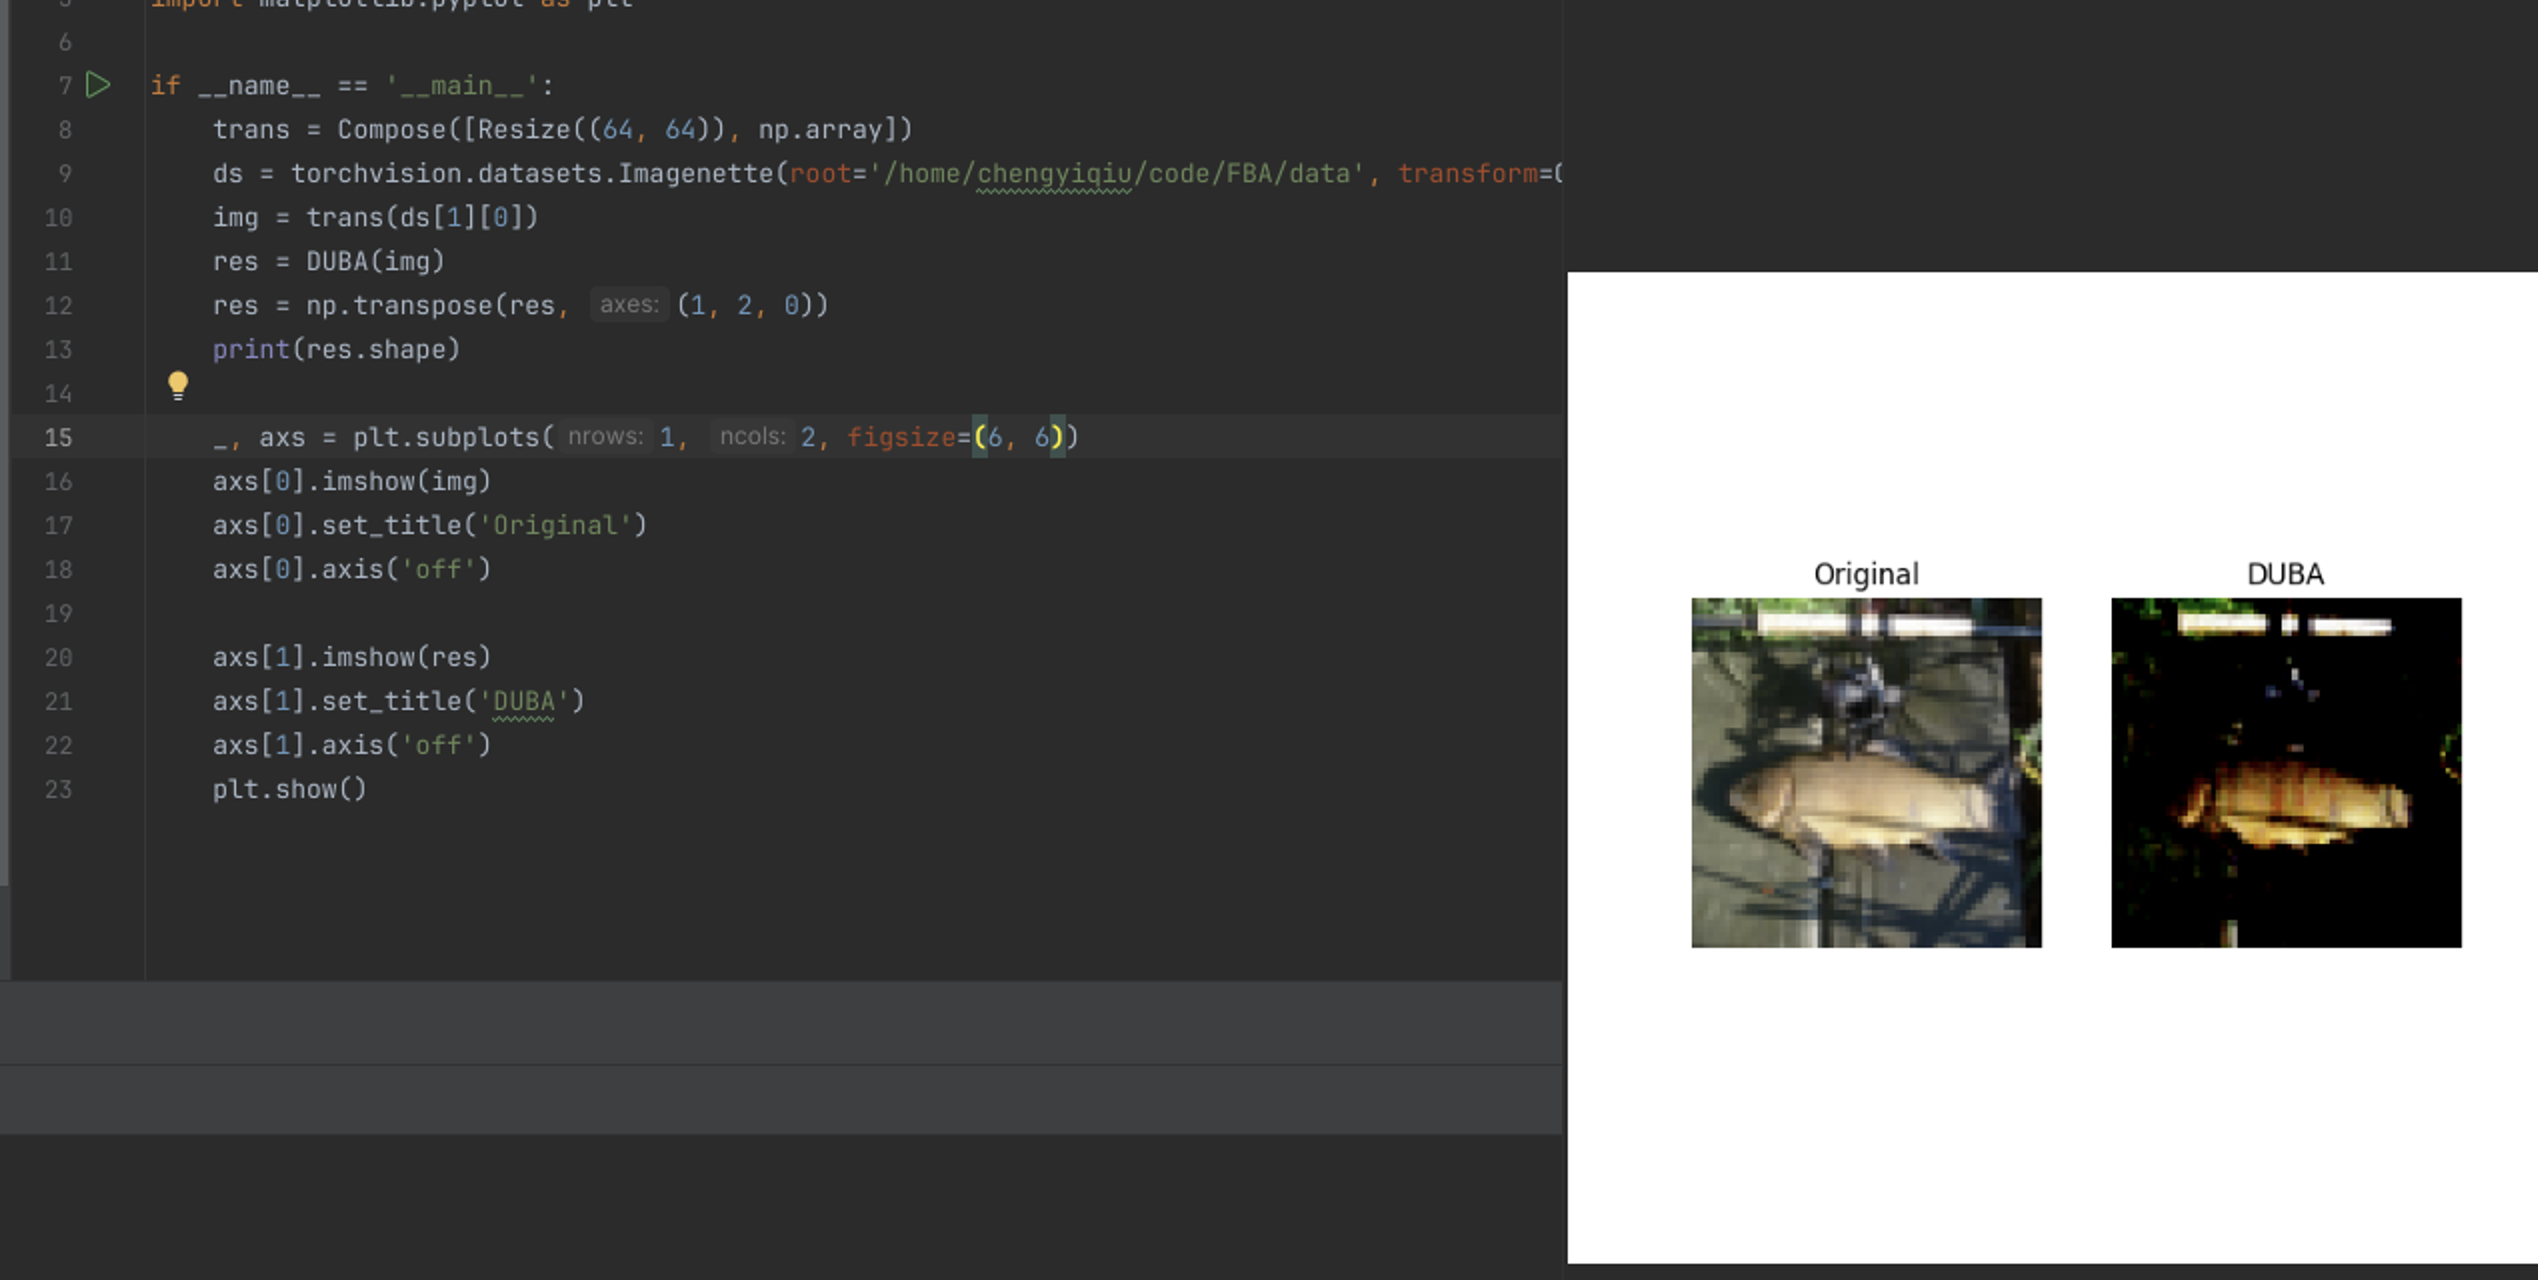 5 import matplotlib.pyplot as plt
6
7 if __name__ == '__main__':
8 trans = Compose([Resize((64, 64)), np.array])
9 ds = torchvision.datasets.Imagenette(root='/home/chengyiqiu/code/FBA/data', transform=
10 img = trans(ds[1][0])
11 res = DUBA(img)
12 res = np.transpose(res, axes: (1, 2, 0))
13 print(res.shape)
14
15 _, axs = plt.subplots( nrows: 1, ncols: 2, figsize=(6, 6))
16 axs[0].imshow(img)
17 axs[0].set_title('Original')
18 axs[0].axis('off')
19
20 axs[1].imshow(res)
21 axs[1].set_title('DUBA')
22 axs[1].axis('off')
23 plt.show()
Original
DUBA